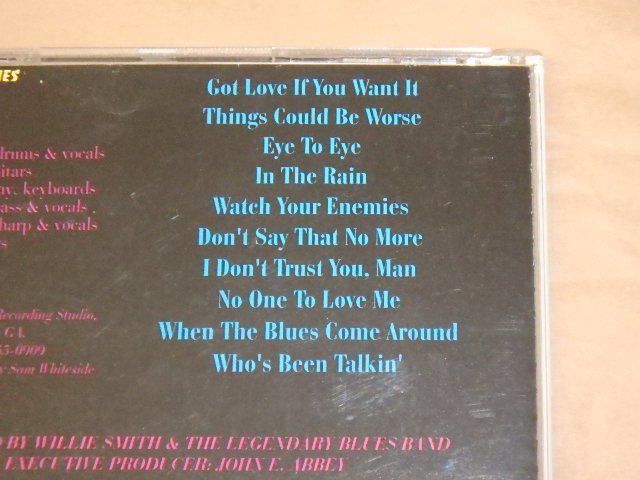 Got Love If You Want It
Things Could Be Worse
Eye To Eye
In The Rain
Watch Your Enemies
Don't Say That No More
I Don't Trust You, Man
No One To Love Me
When The Blues Come Around
Who's Been Talkin'
drums & vocals
keyboards
& vocals
harp & vocals
Recording Studio,
GA.
Sam Whiteside
BY WILLIE SMITH & THE LEGENDARY BLUES BAND
EXECUTIVE PRODUCER: JOHN E. ABBEY